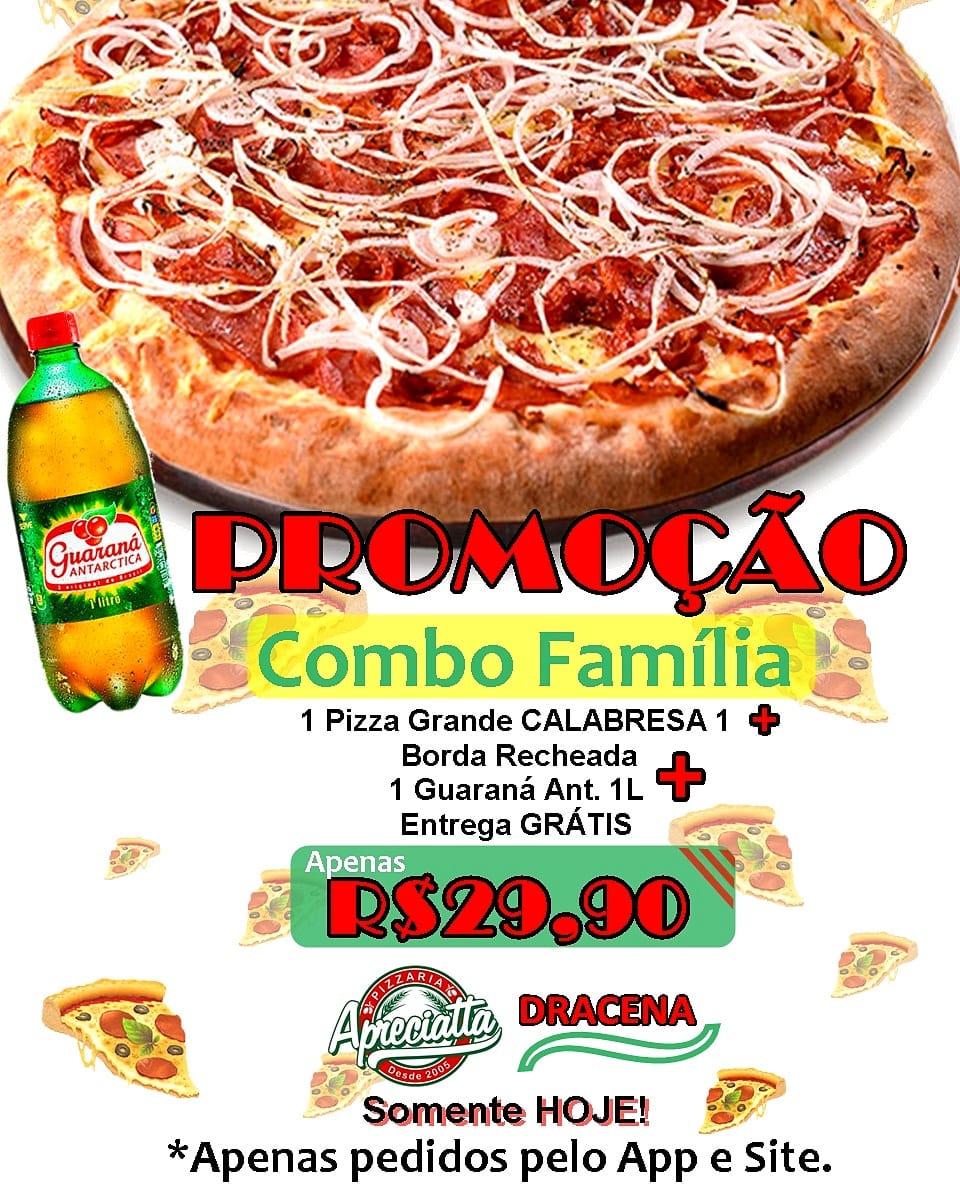 Guaraná
ANTARCTICA
1 litro
PROMOÇÃO
Combo Família
1 Pizza Grande CALABRESA 1 +
Borda Recheada
1 Guaraná Ant. 1L +
Entrega GRÁTIS
Apenas
R$29,90
PIZZARIA
Apreciatta
Desde 2005
DRACENA
Somente HOJE!
*Apenas pedidos pelo App e Site.